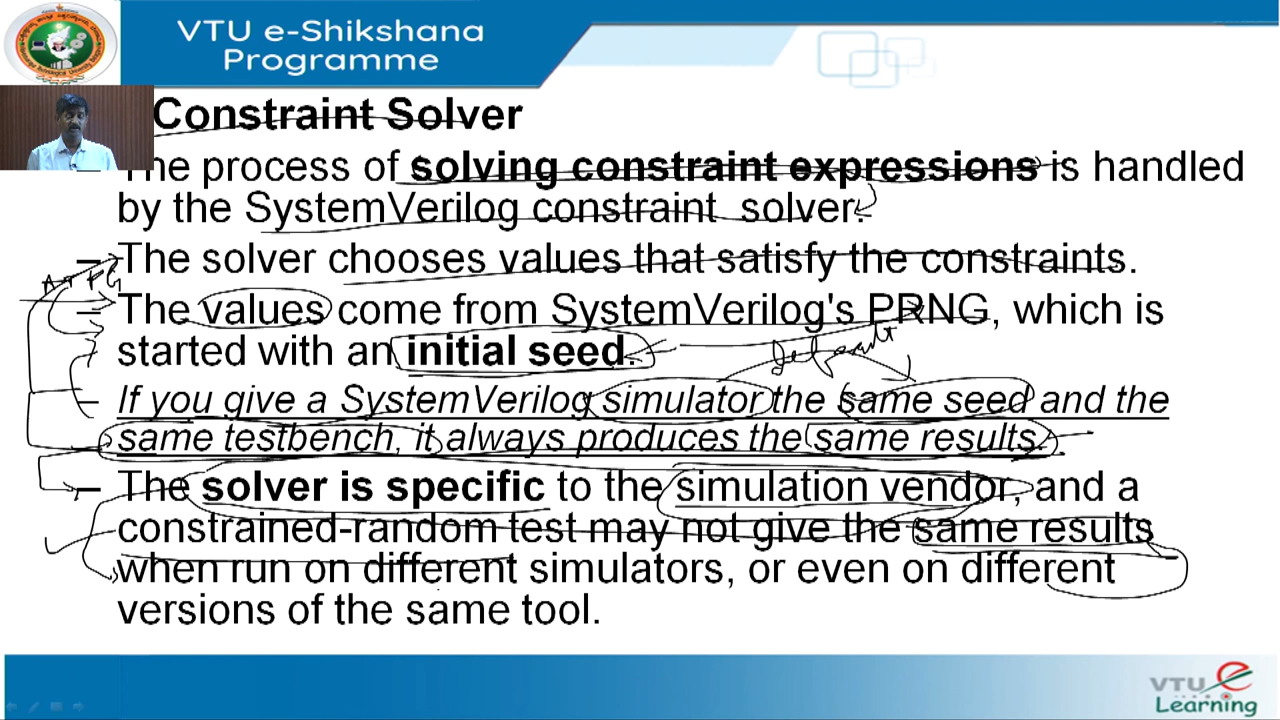 VTU e-Shikshana
Programme
Constraint Solver
– The process of solving constraint expressions is handled
by the SystemVerilog constraint solver.
– The solver chooses values that satisfy the constraints.
ATPG
– The values come from SystemVerilog's PRNG, which is
started with an initial seed.
default
– If you give a SystemVerilog simulator the same seed and the
same testbench, it always produces the same results.
– The solver is specific to the simulation vendor, and a
constrained-random test may not give the same results
when run on different simulators, or even on different
versions of the same tool.
VTU e
Learning